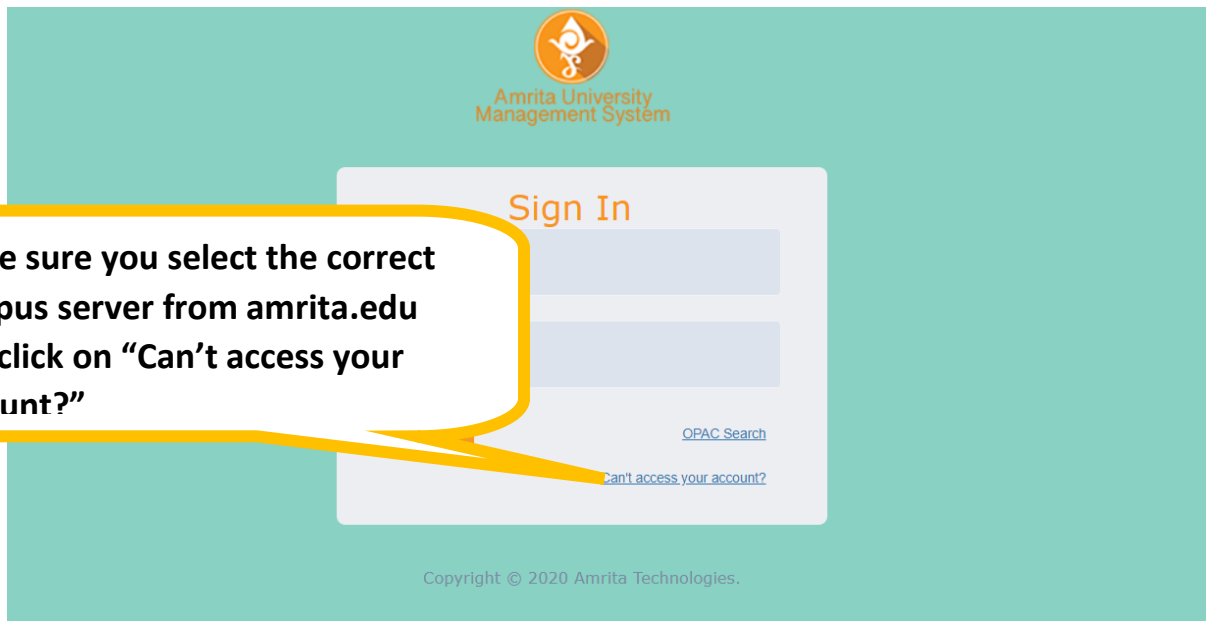 Amrita University
Management System
Sign In
e sure you select the correct
pus server from amrita.edu
click on “Can’t access your
unt?”
OPAC Search
Can't access your account?
Copyright © 2020 Amrita Technologies.